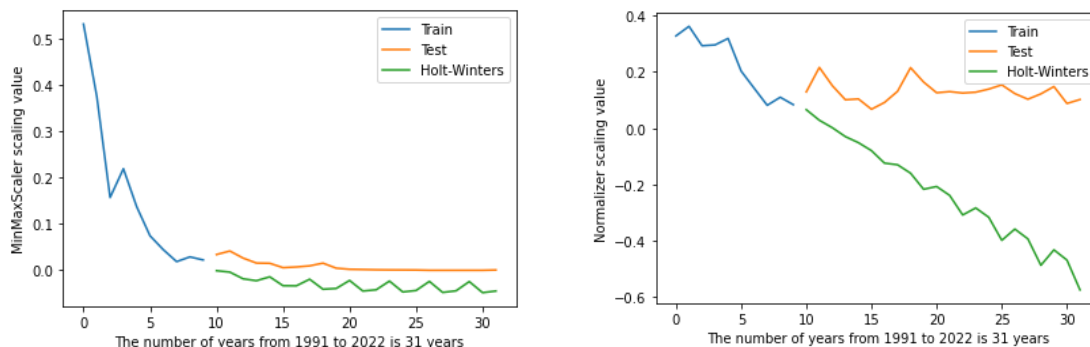 0.5
0.4
0.3
0.2
0.1
0.0
MinMaxScaler scaling value
0 5 10 15 20 25 30
The number of years from 1991 to 2022 is 31 years
Train
Test
Holt-Winters
0.4
0.2
0.0
−0.2
−0.4
−0.6
Normalizer scaling value
0 5 10 15 20 25 30
The number of years from 1991 to 2022 is 31 years
Train
Test
Holt-Winters